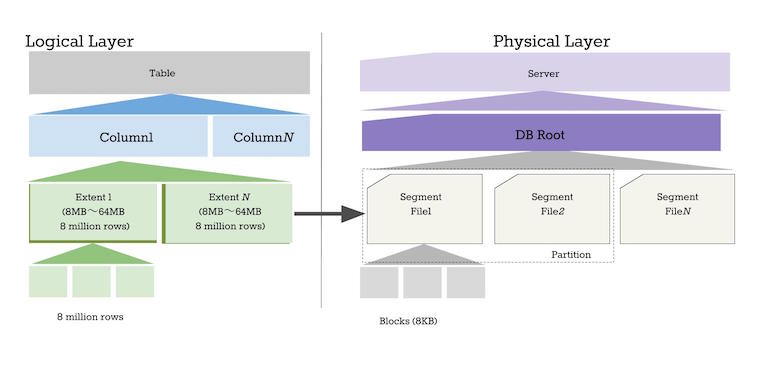 Logical Layer
Table
Column1
ColumnN
Extent 1
(8MB～64MB
8 million rows)
Extent N
(8MB～64MB
8 million rows)
8 million rows
Physical Layer
Server
DB Root
Segment
File1
Segment
File2
Segment
FileN
Partition
Blocks (8KB)